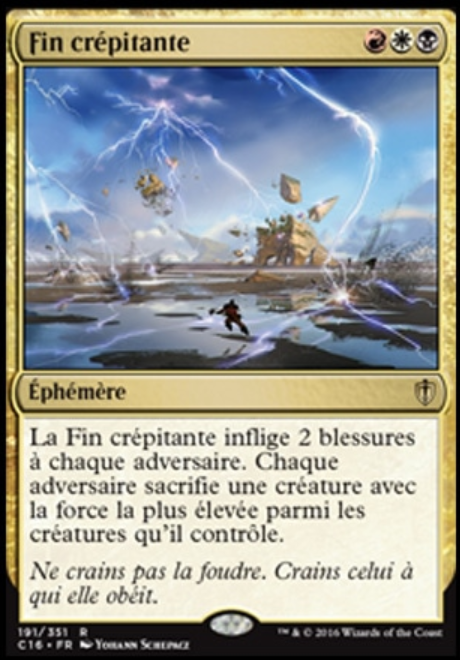 Fin crépitante
Éphémère
La Fin crépitante inflige 2 blessures
à chaque adversaire. Chaque
adversaire sacrifie une créature avec
la force la plus élevée parmi les
créatures qu'il contrôle.
Ne crains pas la foudre. Crains celui à
qui elle obéit.
191/351 R
C16 • FR Yohann Schepacz
™ & © 2016 Wizards of the Coast